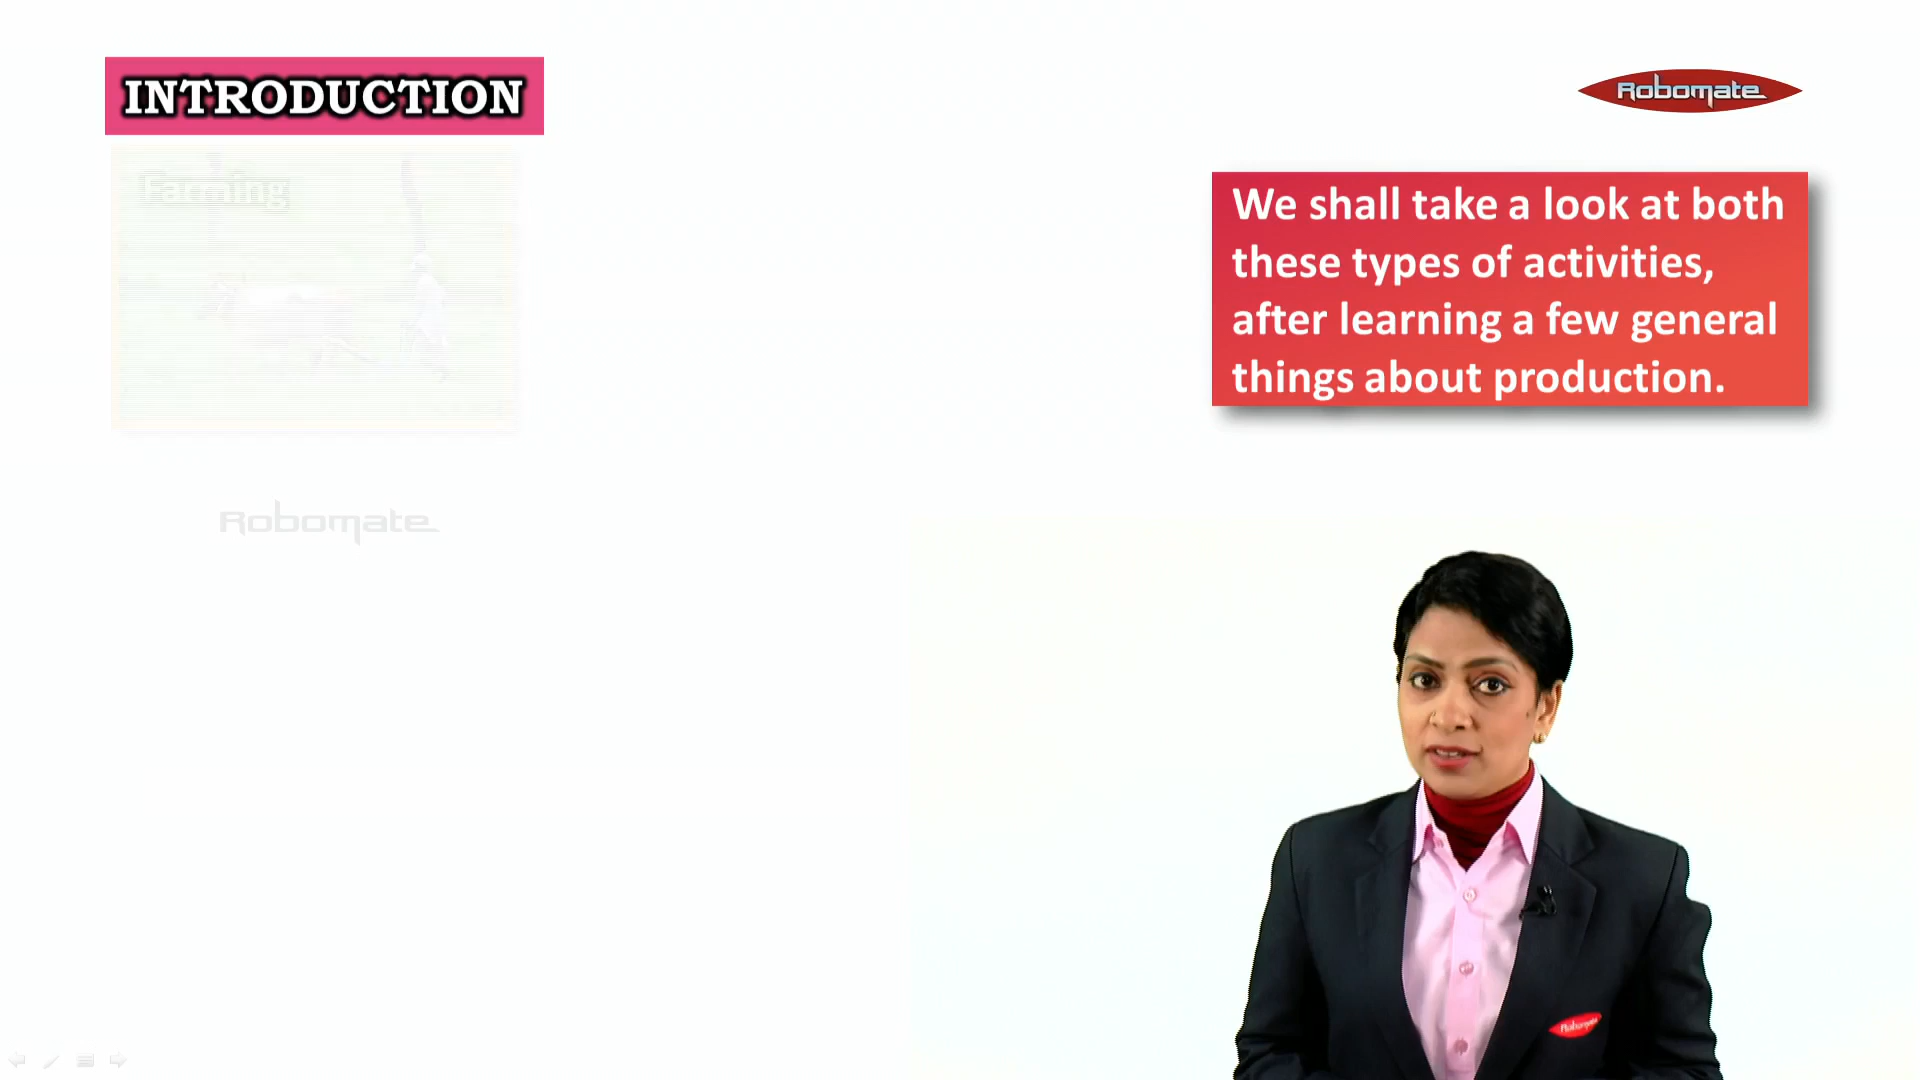 INTRODUCTION
Robomate
Farming
We shall take a look at both
these types of activities,
after learning a few general
things about production.
Robomate
Robomate